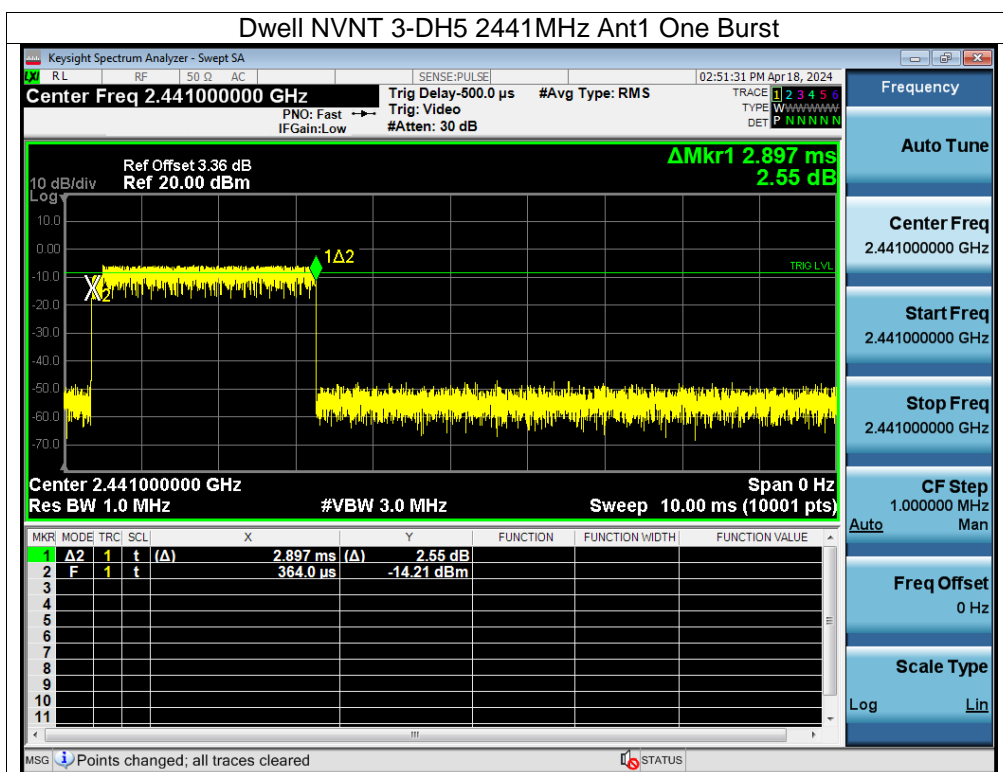 Dwell NVNT 3-DH5 2441MHz Ant1 One Burst
Keysight Spectrum Analyzer - Swept SA
LXI RL RF 50 Ω AC SENSE:PULSE 02:51:31 PM Apr 18, 2024
Center Freq 2.441000000 GHz
PNO: Fast
IFGain:Low
Trig Delay-500.0 µs
Trig: Video
#Atten: 30 dB
#Avg Type: RMS
TRACE 1 2 3 4 5 6
TYPE WWWWWWW
DET P N N N N N
Ref Offset 3.36 dB
Ref 20.00 dBm
10 dB/div
Log
ΔMkr1 2.897 ms
2.55 dB
10.0
0.00
-10.0
-20.0
-30.0
-40.0
-50.0
-60.0
-70.0
1Δ2
TRIG LVL
2
Center 2.441000000 GHz Span 0 Hz
Res BW 1.0 MHz #VBW 3.0 MHz Sweep 10.00 ms (10001 pts)
MKR MODE TRC SCL X Y FUNCTION FUNCTION WIDTH FUNCTION VALUE
1 Δ2 1 t (Δ) 2.897 ms (Δ) 2.55 dB
2 F 1 t 364.0 µs -14.21 dBm
3
4
5
6
7
8
9
10
11
MSG Points changed; all traces cleared STATUS
Frequency
Auto Tune
Center Freq
2.441000000 GHz
Start Freq
2.441000000 GHz
Stop Freq
2.441000000 GHz
CF Step
1.000000 MHz
Auto Man
Freq Offset
0 Hz
Scale Type
Log Lin